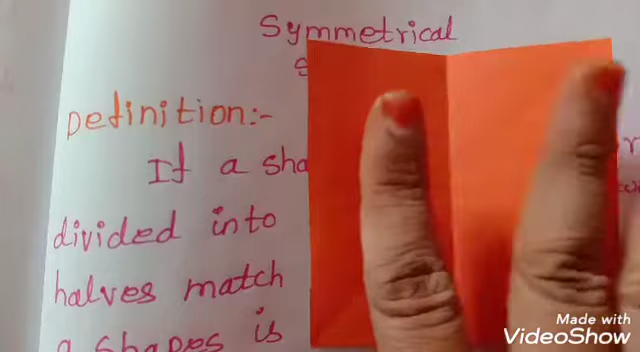 Symmetrical
Definition:-
If a sha
divided into
halves match
a shapes is
Made with
VideoShow